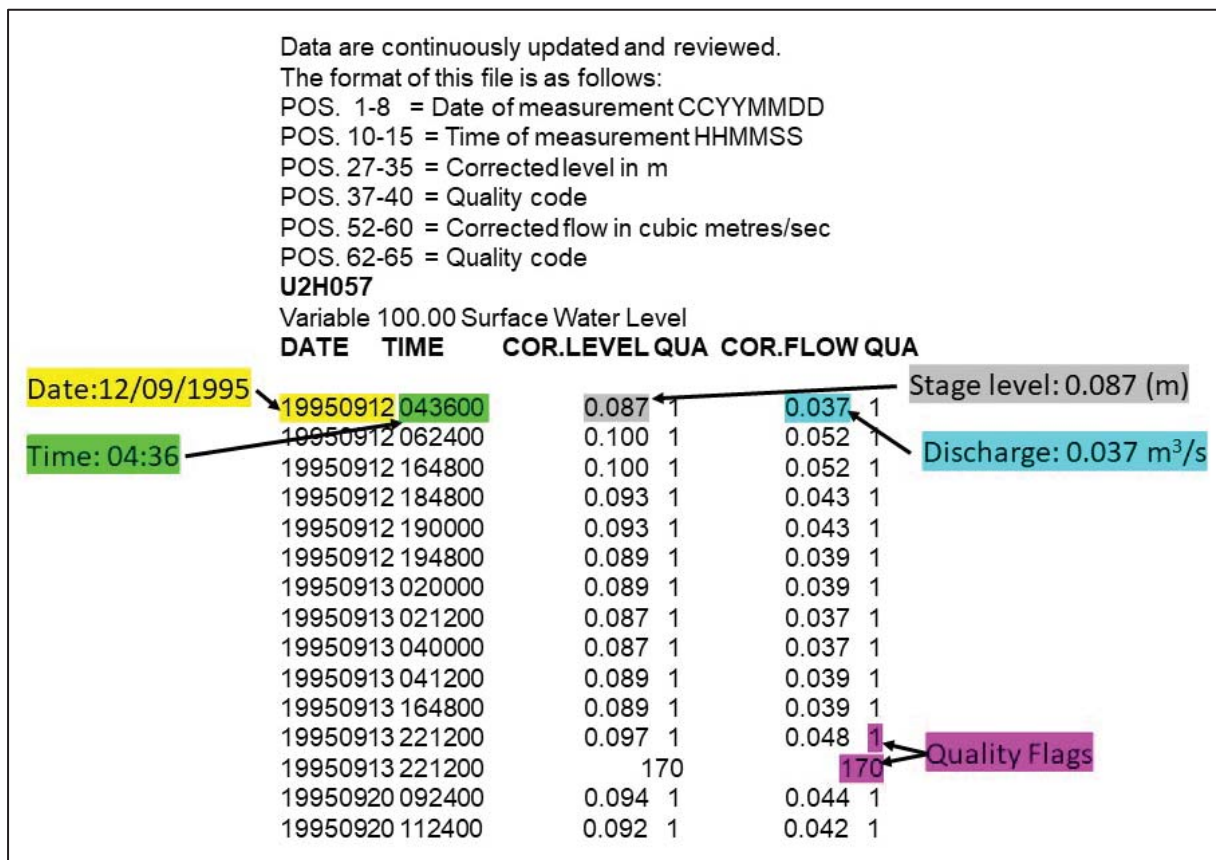 Data are continuously updated and reviewed.
The format of this file is as follows:
POS. 1-8 = Date of measurement CCYYMMDD
POS. 10-15 = Time of measurement HHMMSS
POS. 27-35 = Corrected level in m
POS. 37-40 = Quality code
POS. 52-60 = Corrected flow in cubic metres/sec
POS. 62-65 = Quality code
U2H057
Variable 100.00 Surface Water Level
DATE TIME COR.LEVEL QUA COR.FLOW QUA
Date:12/09/1995
Stage level: 0.087 (m)
19950912 043600 0.087 1 0.037 1
19950912 062400 0.100 1 0.052 1
Time: 04:36
Discharge: 0.037 m³/s
19950912 164800 0.100 1 0.052 1
19950912 184800 0.093 1 0.043 1
19950912 190000 0.093 1 0.043 1
19950912 194800 0.089 1 0.039 1
19950913 020000 0.089 1 0.039 1
19950913 021200 0.087 1 0.037 1
19950913 040000 0.087 1 0.037 1
19950913 041200 0.089 1 0.039 1
19950913 164800 0.089 1 0.039 1
19950913 221200 0.097 1 0.048 1
Quality Flags
19950913 221200 170 170
19950920 092400 0.094 1 0.044 1
19950920 112400 0.092 1 0.042 1